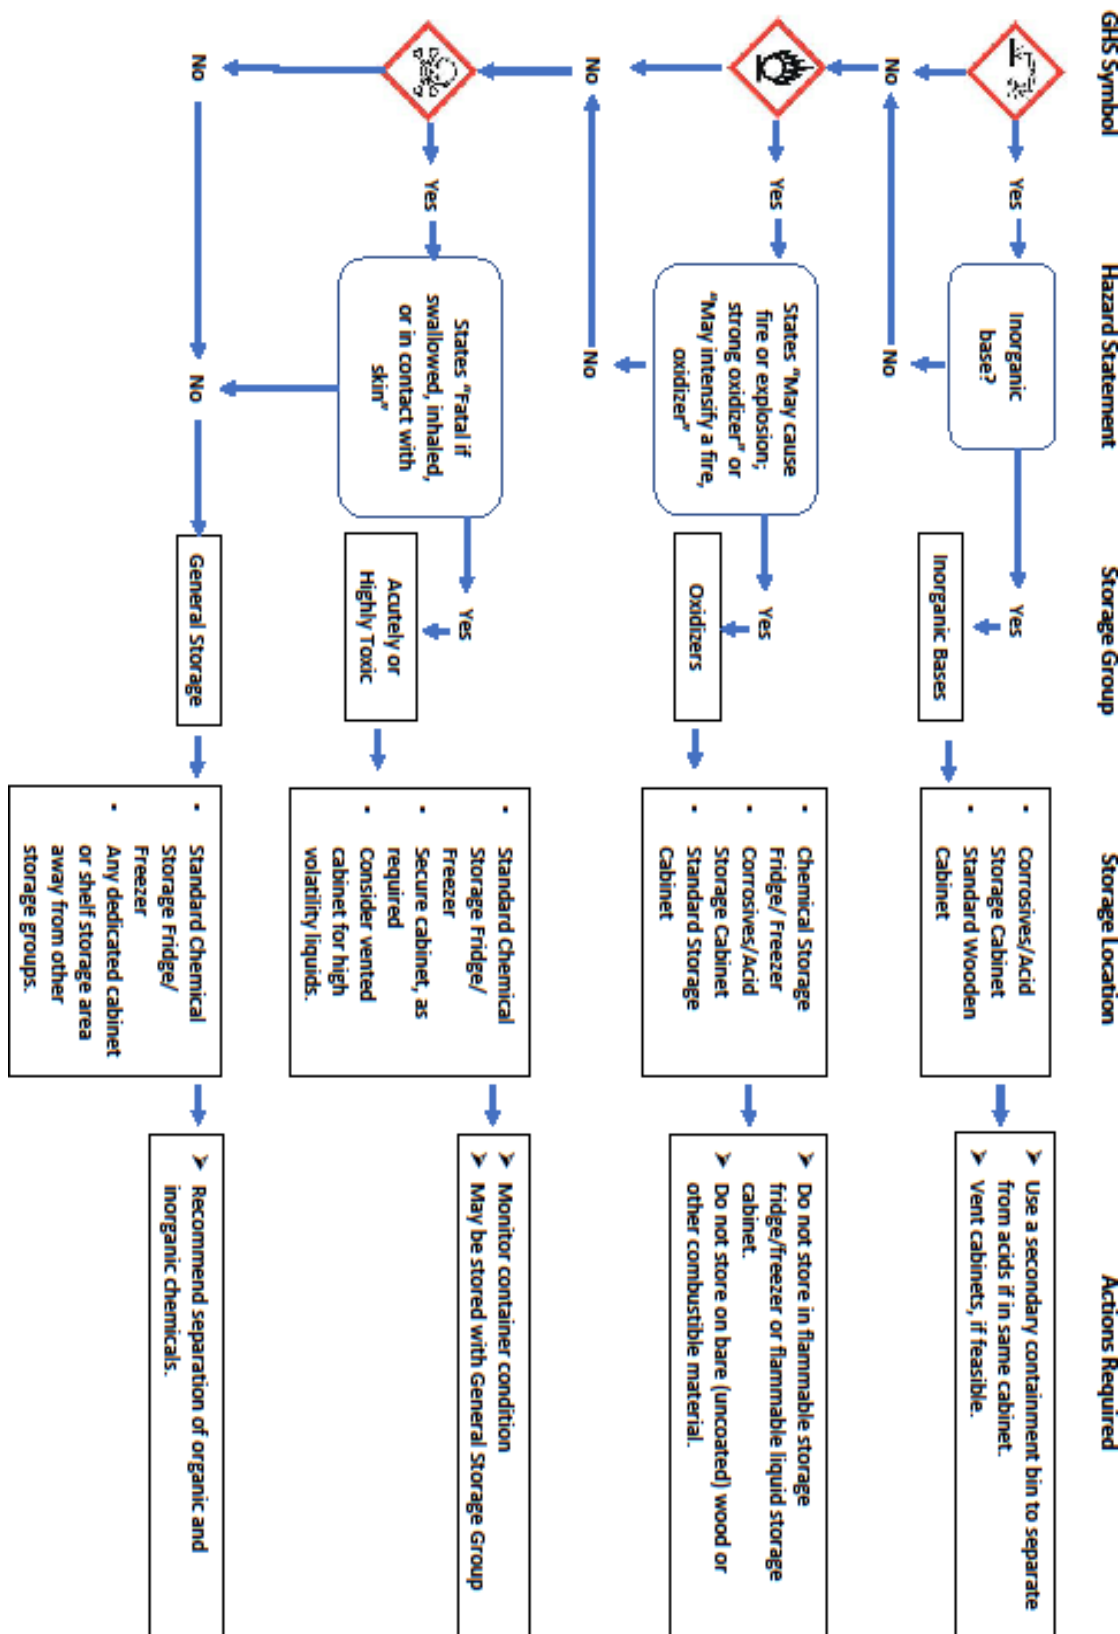 GHS Symbol
Hazard Statement
Storage Group
Storage Location
Actions Required
Yes
Inorganic
base?
Yes
Inorganic Bases
▪ Corrosives/Acid
Storage Cabinet
▪ Standard Wooden
Cabinet
➤ Use a secondary containment bin to separate
from acids if in same cabinet.
➤ Vent cabinets, if feasible.
No
No
Yes
States “May cause
fire or explosion;
strong oxidizer” or
“May intensify a fire,
oxidizer”
Yes
Oxidizers
▪ Chemical Storage
Fridge/ Freezer
▪ Corrosives/Acid
Storage Cabinet
▪ Standard Storage
Cabinet
➤ Do not store in flammable storage
fridge/freezer or flammable liquid storage
cabinet.
➤ Do not store on bare (uncoated) wood or
other combustible material.
No
No
Yes
States “Fatal if
swallowed, inhaled,
or in contact with
skin”
Yes
Acutely or
Highly Toxic
▪ Standard Chemical
Storage Fridge/
Freezer
▪ Secure cabinet, as
required
▪ Consider vented
cabinet for high
volatility liquids.
➤ Monitor container condition
➤ May be stored with General Storage Group
No
No
General Storage
▪ Standard Chemical
Storage Fridge/
Freezer
▪ Any dedicated cabinet
or shelf storage area
away from other
storage groups.
➤ Recommend separation of organic and
inorganic chemicals.